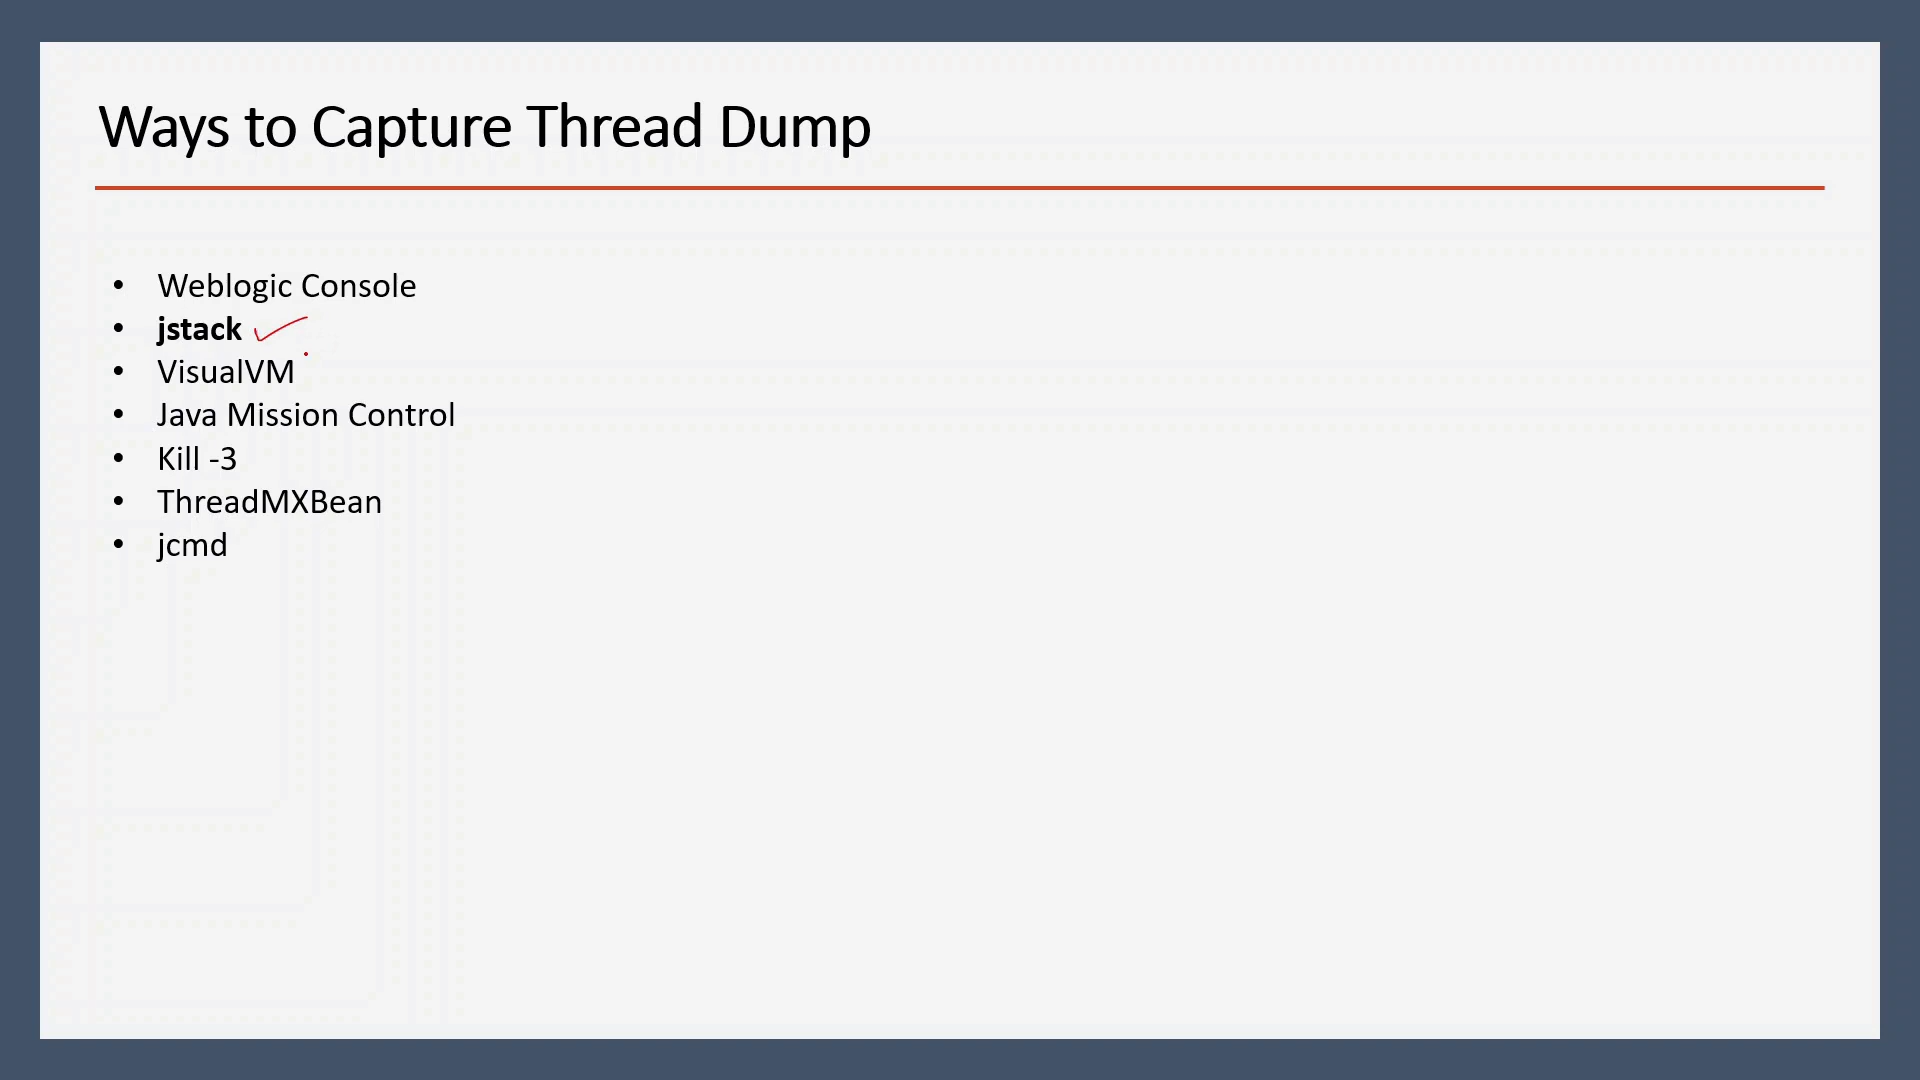 Ways to Capture Thread Dump
• Weblogic Console
• jstack
• VisualVM
• Java Mission Control
• Kill -3
• ThreadMXBean
• jcmd